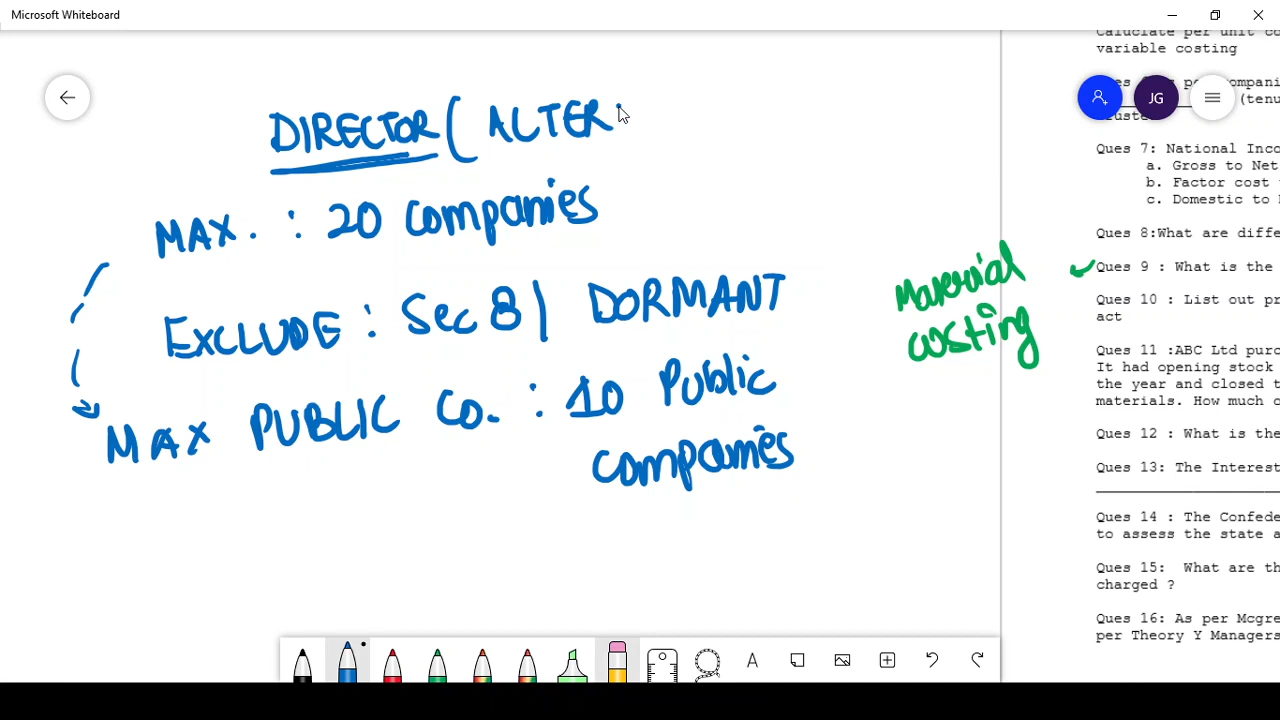 Microsoft Whiteboard
DIRECTOR ( ALTER
MAX. : 20 companies
EXCLUDE : Sec 8 | DORMANT
MAX PUBLIC Co. : 10 Public
companies
Material
costing
JG
variable costing
(tenu
Ques 7: National Inco
a. Gross to Net
b. Factor cost
c. Domestic to
Ques 8:What are diffe
Ques 9 : What is the
Ques 10 : List out pr
act
Ques 11 :ABC Ltd purc
It had opening stock
the year and closed t
materials. How much o
Ques 12 : What is the
Ques 13: The Interest
Ques 14 : The Confede
to assess the state a
Ques 15: What are th
charged ?
Ques 16: As per Mcgre
per Theory Y Managers
A